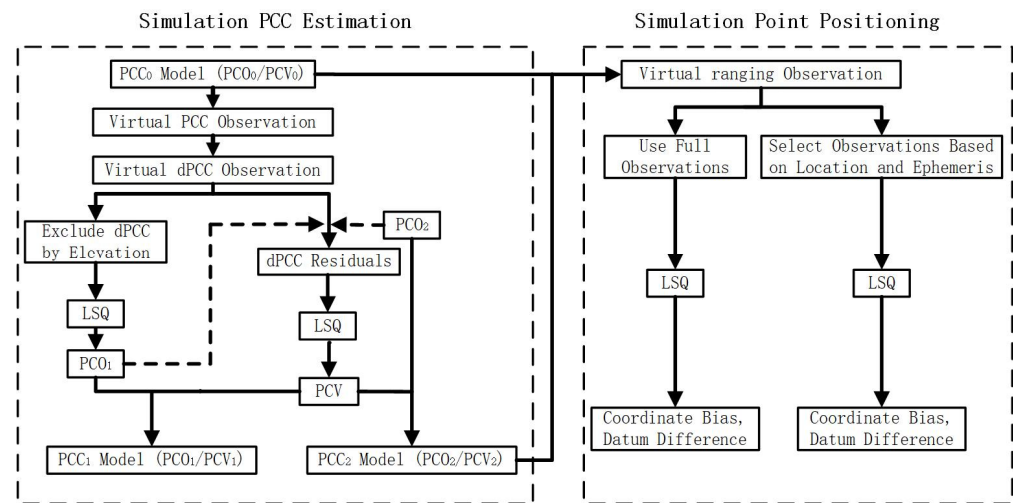 Simulation PCC Estimation
Simulation Point Positioning
PCC₀ Model (PCO₀/PCV₀)
Virtual PCC Observation
Virtual dPCC Observation
Exclude dPCC
by Elevation
LSQ
PCO₁
PCO₂
dPCC Residuals
LSQ
PCV
PCC₁ Model (PCO₁/PCV₁)
PCC₂ Model (PCO₂/PCV₂)
Virtual ranging Observation
Use Full
Observations
Select Observations Based
on Location and Ephemeris
LSQ
LSQ
Coordinate Bias,
Datum Difference
Coordinate Bias,
Datum Difference